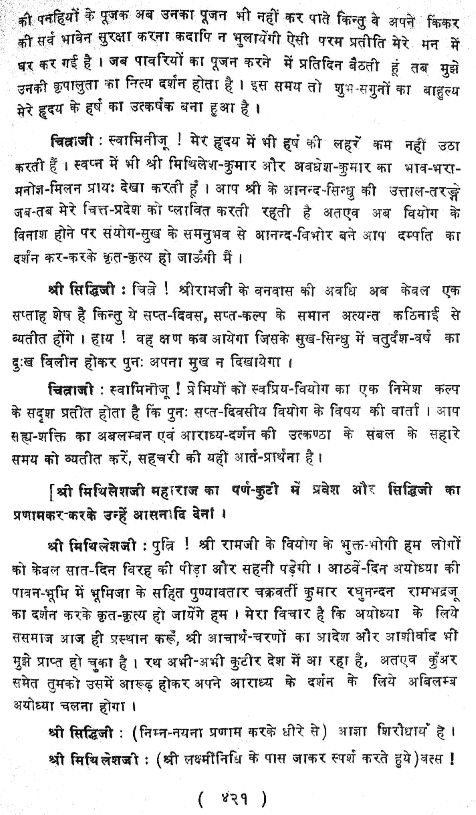 की पनहियों के पूजक अब उनका पूजन भी नहीं कर पाते किन्तु वे अपने किंकर
की सर्व भावेन सुरक्षा करना कदापि न भुलायेंगी ऐसी परम प्रतीति मेरे मन में
घर कर गई है । जब पावरियों का पूजन करने में प्रतिदिन बैठती हूं तब मुझे
उनकी कृपालुता का नित्य दर्शन होता है । इस समय तो शुभ-सगुनों का बाहुल्य
मेरे हृदय के हर्ष का उत्कर्षक बना हुआ है ।
चित्राजी : स्वामिनीजू ! मेर हृदय में भी हर्ष की लहरें कम नहीं उठा
करती हैं । स्वप्न में भी श्री मिथिलेश-कुमार और अवधेश-कुमार का भाव-भरा-
मनोज्ञ-मिलन प्रायः देखा करती हूँ । आप श्री के आनन्द-सिन्धु की उत्ताल-तरङ्गें
जब-तब मेरे चित्त-प्रदेश को प्लावित करती रहती है अतएव अब वियोग के
विनाश होने पर संयोग-सुख के समनुभव से आनन्द-विभोर बने आप दम्पति का
दर्शन कर-करके कृत-कृत्य हो जाऊँगी मैं ।
श्री सिद्धिजी : चित्रे ! श्रीरामजी के वनवास की अवधि अब केवल एक
सप्ताह शेष है किन्तु ये सप्त-दिवस, सप्त-कल्प के समान अत्यन्त कठिनाई से
व्यतीत होंगे । हाय ! वह क्षण कब आयेगा जिसके सुख-सिन्धु में चतुर्दश-वर्ष का
दुःख विलीन होकर पुनः अपना मुख न दिखायेगा ।
चित्राजी : स्वामिनीजू ! प्रेमियों को स्वप्रिय-वियोग का एक निमेश कल्प
के सदृश प्रतीत होता है कि पुनः सप्त-दिवसीय वियोग के विषय की वार्ता । आप
सह्य-शक्ति का अवलम्बन एवं आराध्य-दर्शन की उत्कण्ठा के संबल के सहारे
समय को व्यतीत करें, सहचरी की यही आर्त-प्रार्थना है ।
[श्री मिथिलेशजी महाराज का पर्ण-कुटी में प्रवेश और सिद्धिजी का
प्रणामकर-करके उन्हें आसनादि देना ।
श्री मिथिलेशजी : पुत्रि ! श्री रामजी के वियोग के भुक्त-भोगी हम लोगों
को केवल सात-दिन विरह की पीड़ा और सहनी पड़ेगी । आठवें-दिन अयोध्या की
पावन-भूमि में भूमिजा के सहित पुण्यावतार चक्रवर्ती कुमार रघुनन्दन रामभद्रजू
का दर्शन करके कृत-कृत्य हो जायेंगे हम । मेरा विचार है कि अयोध्या के लिये
ससमाज आज ही प्रस्थान करूँ, श्री आचार्य-चरणों का आदेश और आशीर्वाद भी
मुझे प्राप्त हो चुका है । रथ अभी-अभी कुटीर देश में आ रहा है, अतएव कुँअर
समेत तुमको उसमें आरूढ़ होकर अपने आराध्य के दर्शन के लिये अबिलम्ब
अयोध्या चलना होगा ।
श्री सिद्धिजी : (निम्न-नयना प्रणाम करके धीरे से) आज्ञा शिरोधार्य है ।
श्री मिथिलेशजी : (श्री लक्ष्मीनिधि के पास जाकर स्पर्श करते हुये) वत्स !
( ४२१ )